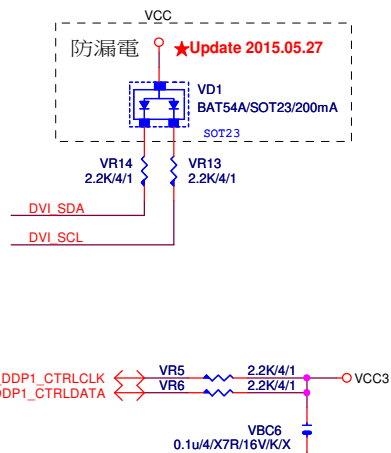 VCC
防漏電
★Update 2015.05.27
VD1
BAT54A/SOT23/200mA
SOT23
VR14
2.2K/4/1
VR13
2.2K/4/1
DVI_SDA
DVI_SCL
_DDP1_CTRLCLK
VR5
2.2K/4/1
VCC3
DDP1_CTRLDATA
VR6
2.2K/4/1
VBC6
0.1u/4/X7R/16V/K/X